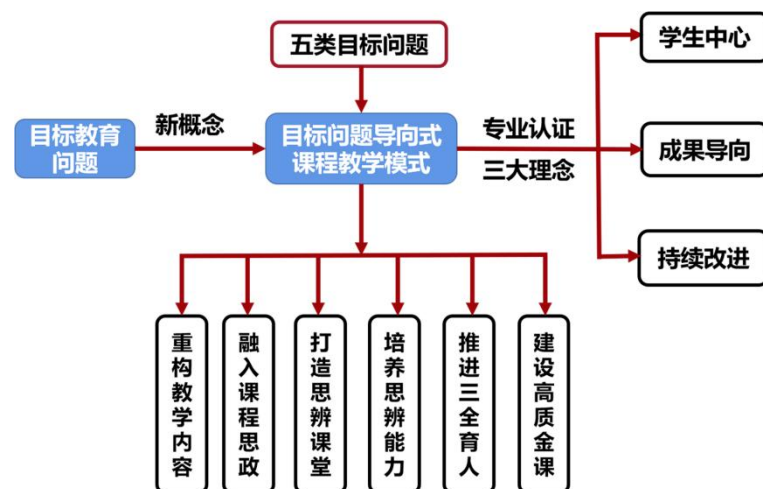 五类目标问题
学生中心
目标教育
问题
新概念
目标问题导向式
课程教学模式
专业认证
三大理念
成果导向
持续改进
重构教学内容
融入课程思政
打造思辨课堂
培养思辨能力
推进三全育人
建设高质金课